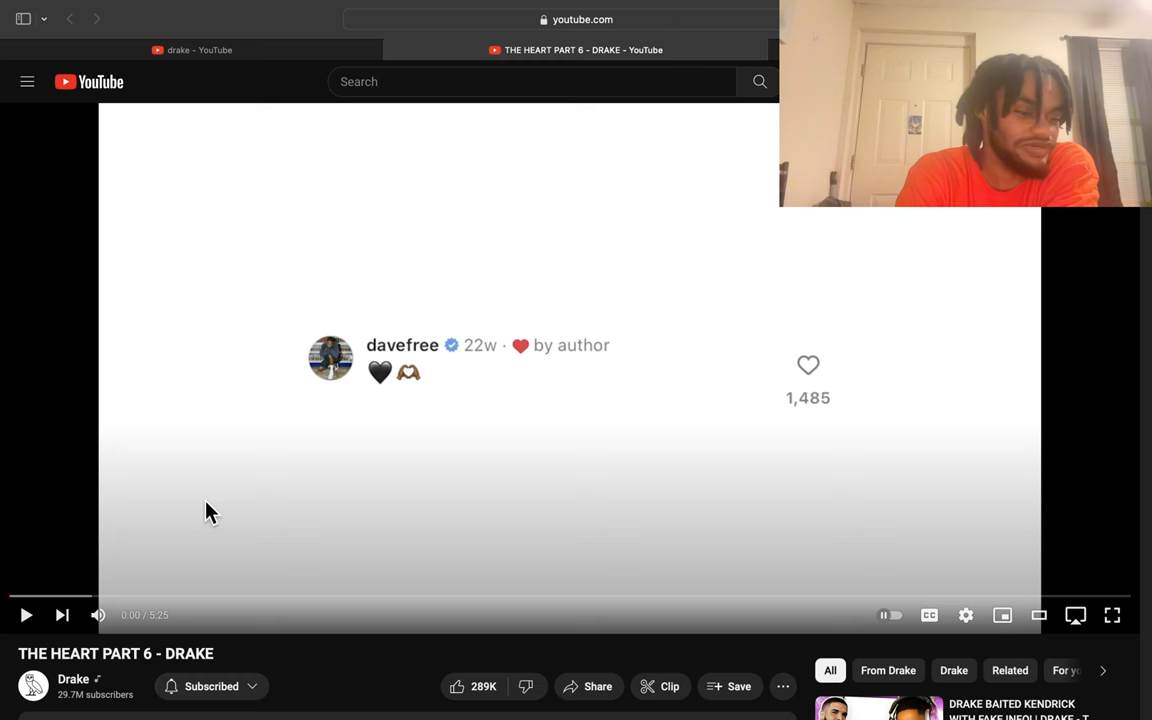 youtube.com
drake - YouTube
THE HEART PART 6 - DRAKE - YouTube
YouTube
Search
davefree 22w · ❤ by author
🖤🫶🏾
1,485
0:00 / 5:25
CC
THE HEART PART 6 - DRAKE
Drake
29.7M subscribers
Subscribed
289K
Share
Clip
Save
All
From Drake
Drake
Related
For yo
DRAKE BAITED KENDRICK
WITH FAKE INFO! | DRAKE - T